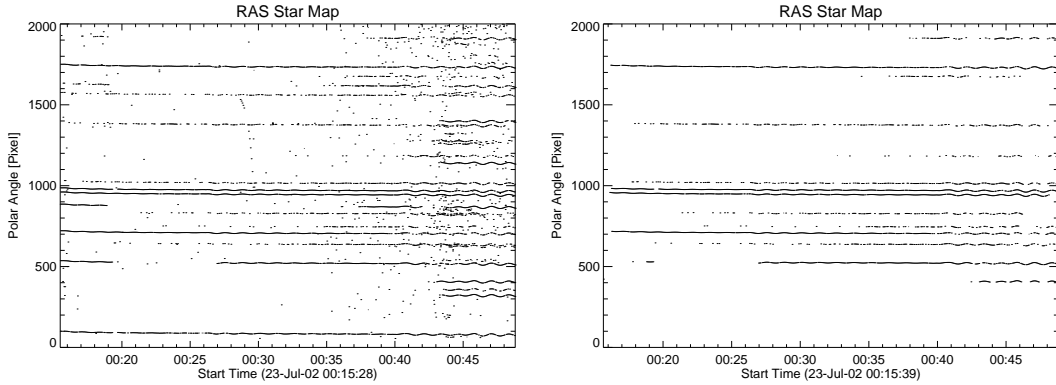 RAS Star Map
2000
1500
1000
500
0
Polar Angle [Pixel]
00:20 00:25 00:30 00:35 00:40 00:45
Start Time (23-Jul-02 00:15:28)
RAS Star Map
2000
1500
1000
500
0
Polar Angle [Pixel]
00:20 00:25 00:30 00:35 00:40 00:45
Start Time (23-Jul-02 00:15:39)